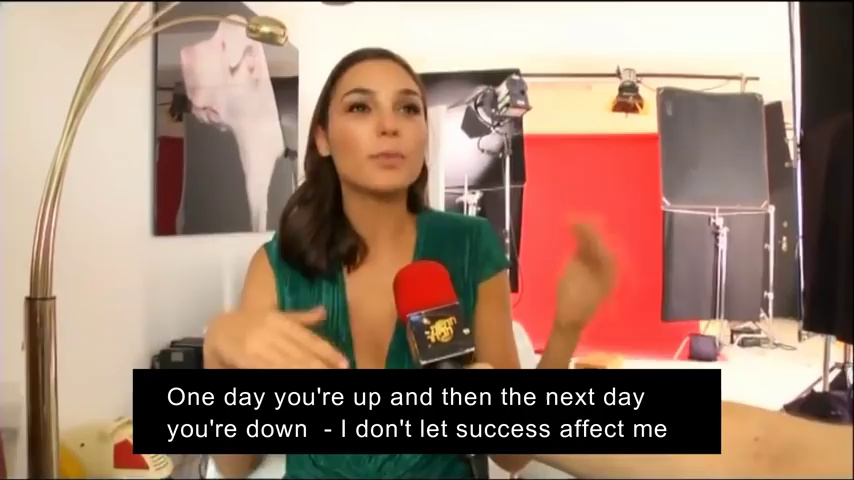 One day you're up and then the next day
you're down - I don't let success affect me